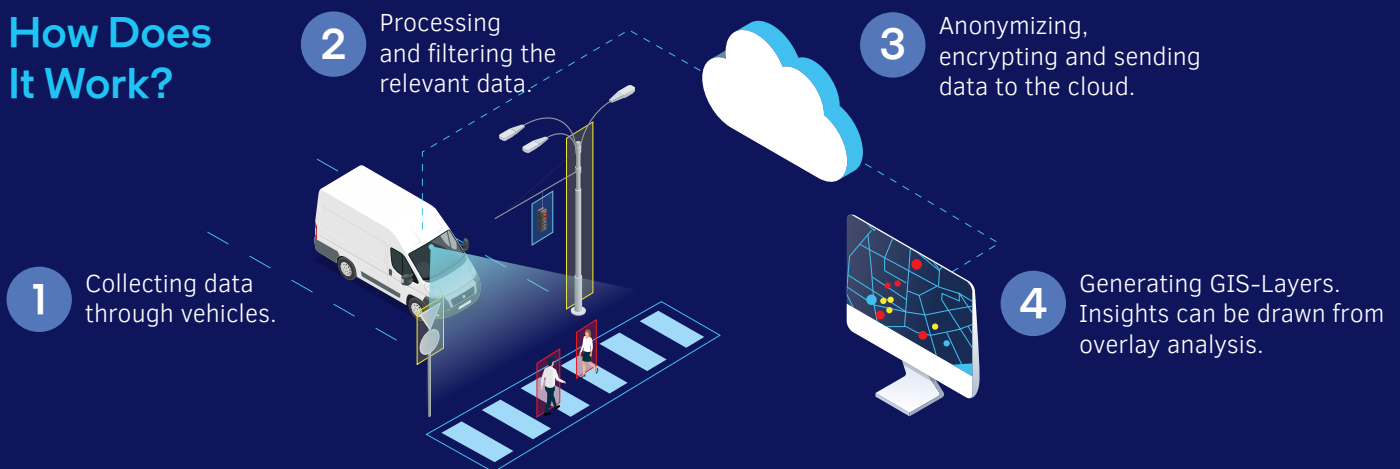 How Does
It Work?
1
Collecting data
through vehicles.
2
Processing
and filtering the
relevant data.
3
Anonymizing,
encrypting and sending
data to the cloud.
4
Generating GIS-Layers.
Insights can be drawn from
overlay analysis.